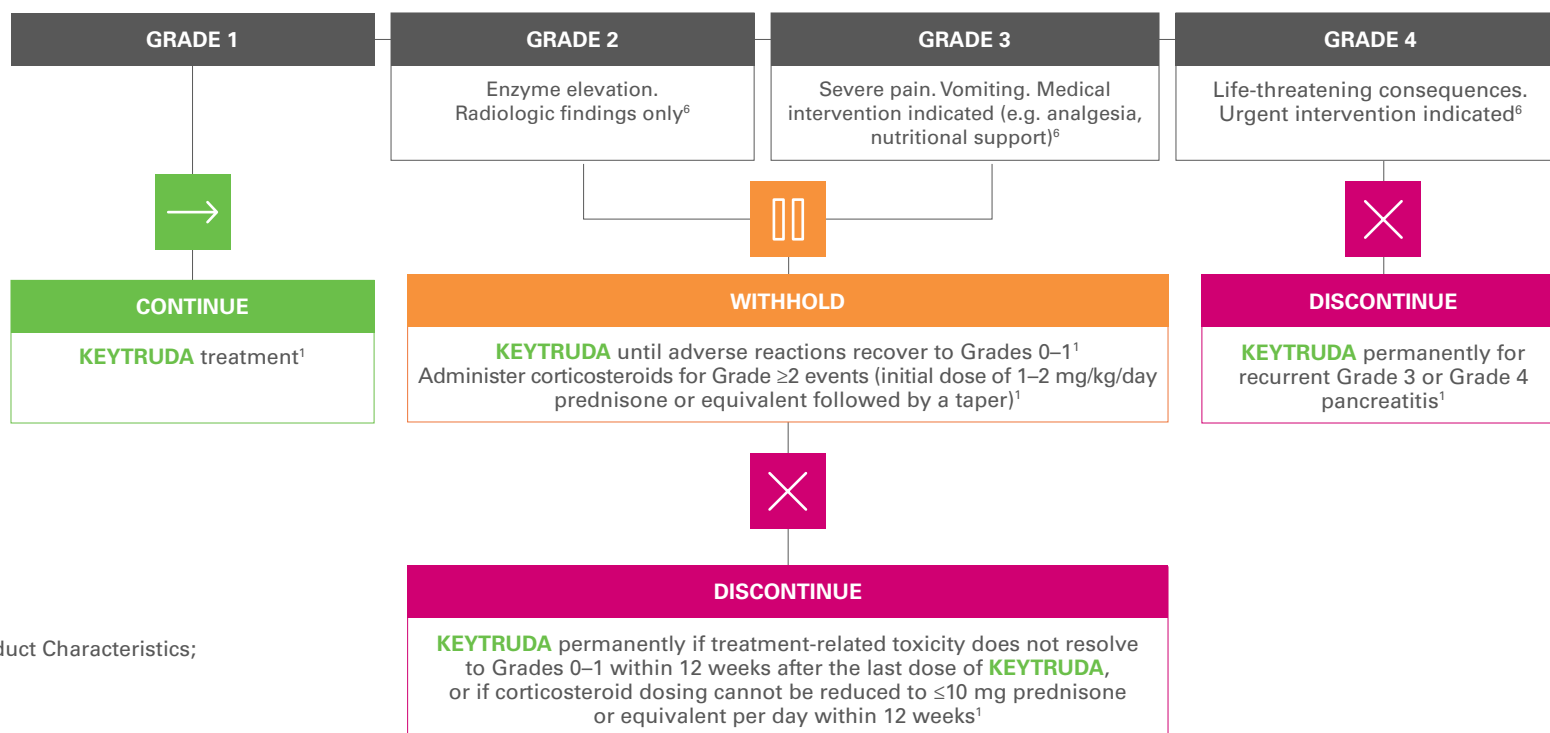 GRADE 1
GRADE 2
GRADE 3
GRADE 4
Enzyme elevation.
Radiologic findings only⁶
Severe pain. Vomiting. Medical
intervention indicated (e.g. analgesia,
nutritional support)⁶
Life-threatening consequences.
Urgent intervention indicated⁶
CONTINUE
KEYTRUDA treatment¹
WITHHOLD
KEYTRUDA until adverse reactions recover to Grades 0–1¹
Administer corticosteroids for Grade ≥2 events (initial dose of 1–2 mg/kg/day
prednisone or equivalent followed by a taper)¹
DISCONTINUE
KEYTRUDA permanently for
recurrent Grade 3 or Grade 4
pancreatitis¹
DISCONTINUE
KEYTRUDA permanently if treatment-related toxicity does not resolve
to Grades 0–1 within 12 weeks after the last dose of KEYTRUDA,
or if corticosteroid dosing cannot be reduced to ≤10 mg prednisone
or equivalent per day within 12 weeks¹
duct Characteristics;